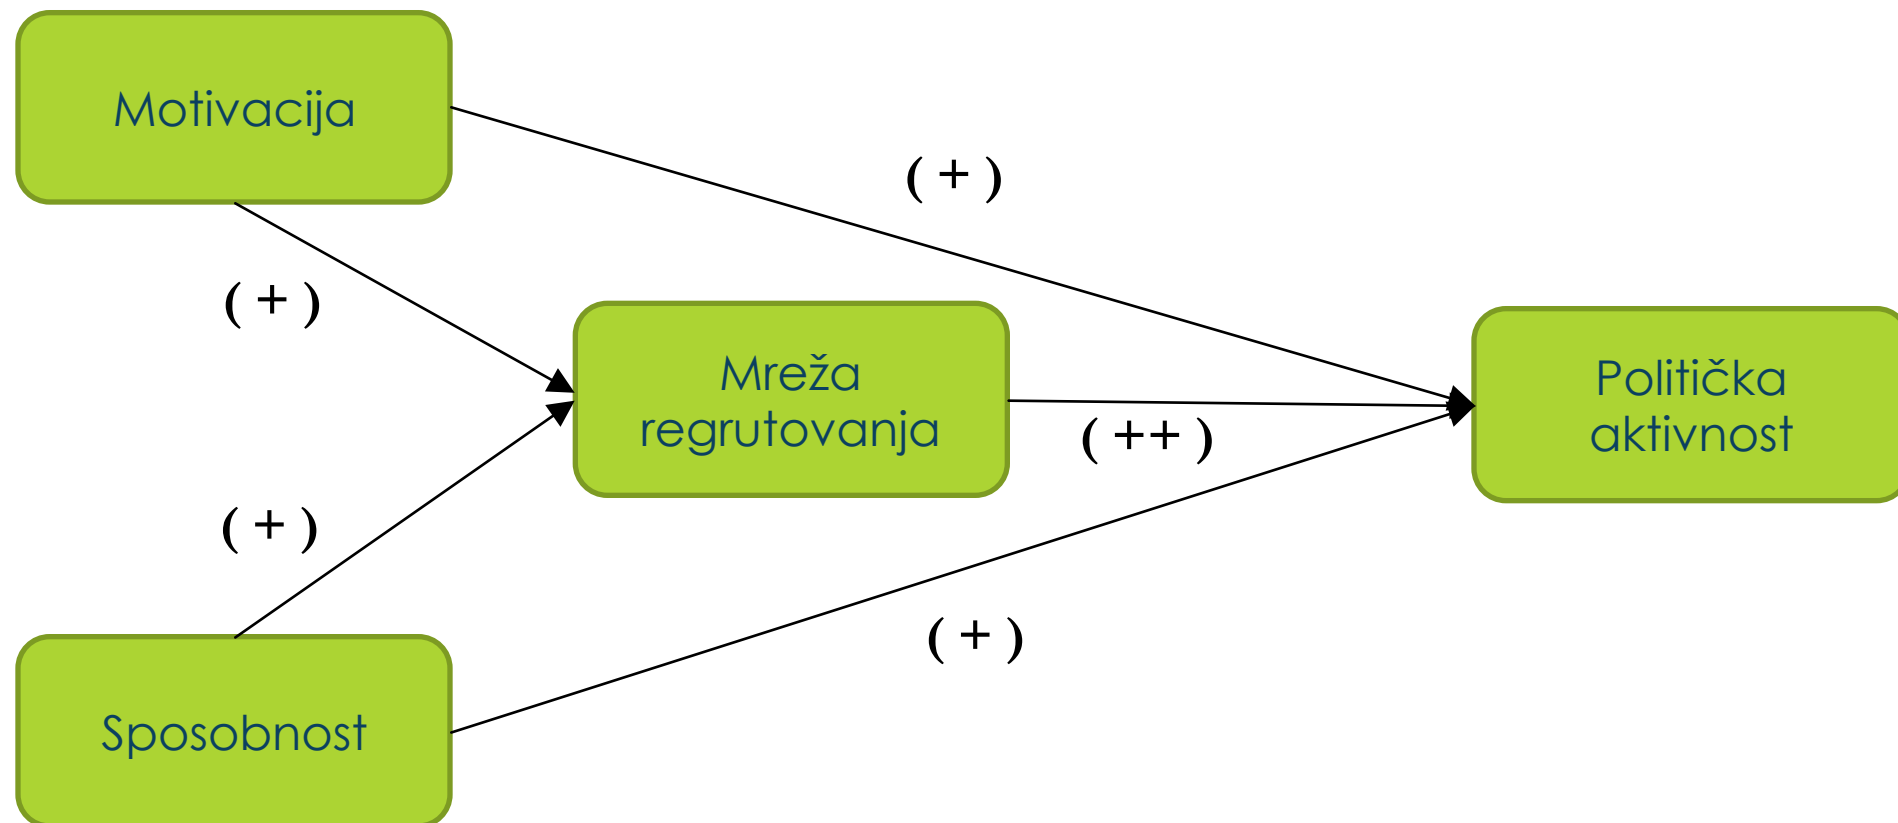 Motivacija
( + )
( + )
Mreža
regrutovanja
( ++ )
Politička
aktivnost
( + )
( + )
Sposobnost